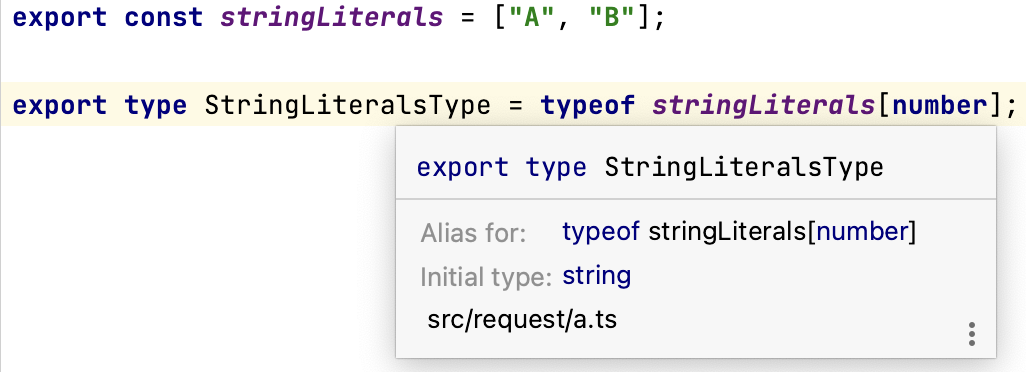 export const stringLiterals = ["A", "B"];
export type StringLiteralsType = typeof stringLiterals[number];
export type StringLiteralsType
Alias for: typeof stringLiterals[number]
Initial type: string
src/request/a.ts